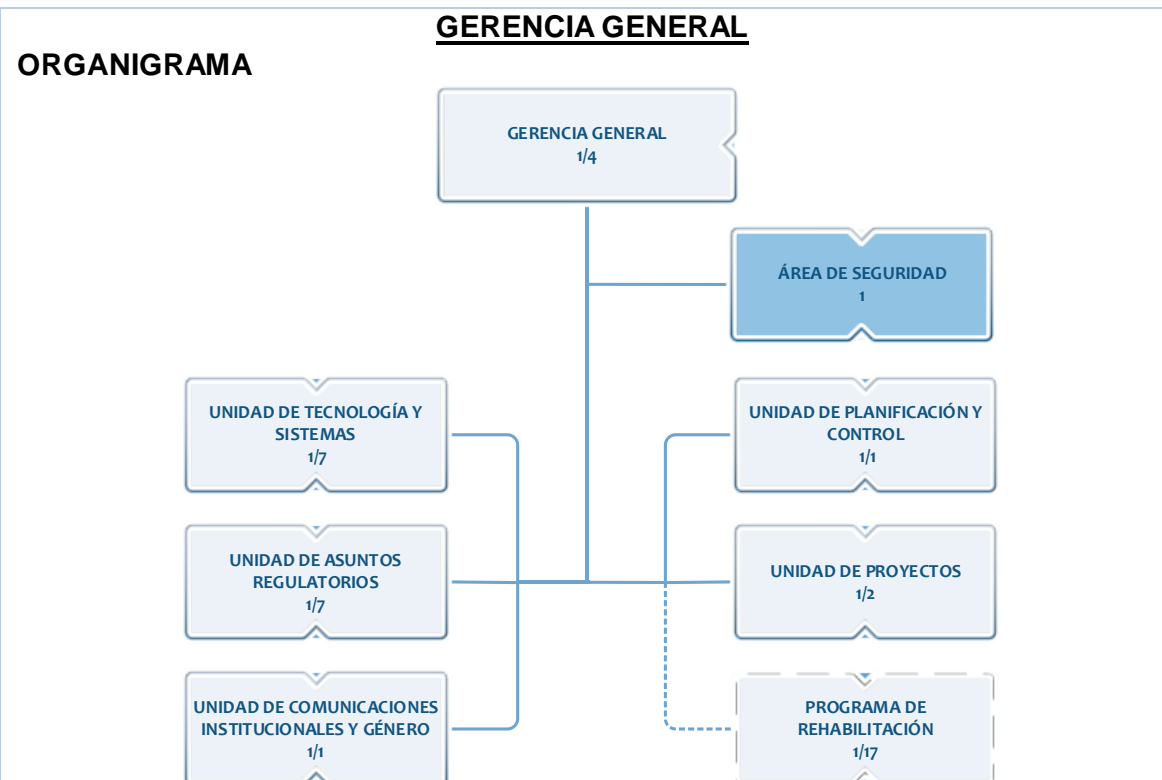 GERENCIA GENERAL
ORGANIGRAMA
GERENCIA GENERAL
1/4
ÁREA DE SEGURIDAD
1
UNIDAD DE TECNOLOGÍA Y
SISTEMAS
1/7
UNIDAD DE PLANIFICACIÓN Y
CONTROL
1/1
UNIDAD DE ASUNTOS
REGULATORIOS
1/7
UNIDAD DE PROYECTOS
1/2
UNIDAD DE COMUNICACIONES
INSTITUCIONALES Y GÉNERO
1/1
PROGRAMA DE
REHABILITACIÓN
1/17